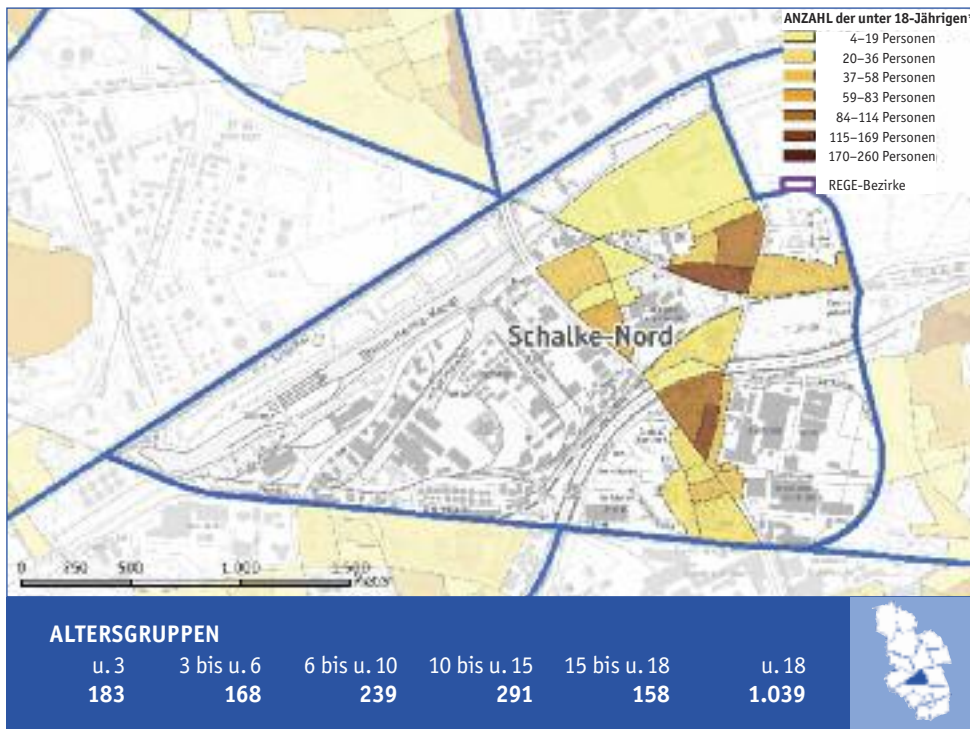 ANZAHL der unter 18-Jährigen*
4–19 Personen
20–36 Personen
37–58 Personen
59–83 Personen
84–114 Personen
115–169 Personen
170–260 Personen
REGE-Bezirke
Schalke-Nord
0 250 500 1.000 1.500
Meter
ALTERSGRUPPEN
u. 3 3 bis u. 6 6 bis u. 10 10 bis u. 15 15 bis u. 18 u. 18
183 168 239 291 158 1.039